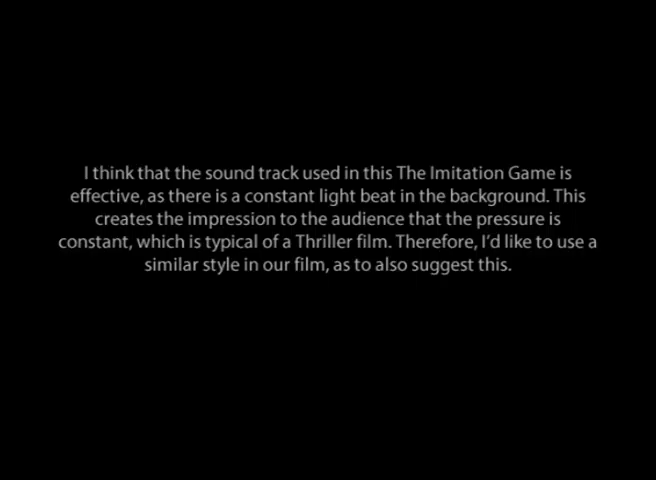 I think that the sound track used in this The Imitation Game is
effective, as there is a constant light beat in the background. This
creates the impression to the audience that the pressure is
constant, which is typical of a Thriller film. Therefore, I'd like to use a
similar style in our film, as to also suggest this.